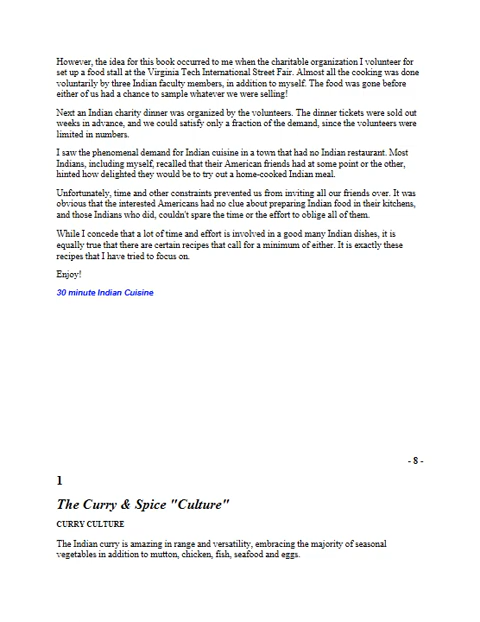 However, the idea for this book occurred to me when the charitable organization I volunteer for
set up a food stall at the Virginia Tech International Street Fair. Almost all the cooking was done
voluntarily by three Indian faculty members, in addition to myself. The food was gone before
either of us had a chance to sample whatever we were selling!
Next an Indian charity dinner was organized by the volunteers. The dinner tickets were sold out
weeks in advance, and we could satisfy only a fraction of the demand, since the volunteers were
limited in numbers.
I saw the phenomenal demand for Indian cuisine in a town that had no Indian restaurant. Most
Indians, including myself, recalled that their American friends had at some point or the other,
hinted how delighted they would be to try out a home-cooked Indian meal.
Unfortunately, time and other constraints prevented us from inviting all our friends over. It was
obvious that the interested Americans had no clue about preparing Indian food in their kitchens,
and those Indians who did, couldn't spare the time or the effort to oblige all of them.
While I concede that a lot of time and effort is involved in a good many Indian dishes, it is
equally true that there are certain recipes that call for a minimum of either. It is exactly these
recipes that I have tried to focus on.
Enjoy!
30 minute Indian Cuisine
- 8 -
1
The Curry & Spice "Culture"
CURRY CULTURE
The Indian curry is amazing in range and versatility, embracing the majority of seasonal
vegetables in addition to mutton, chicken, fish, seafood and eggs.